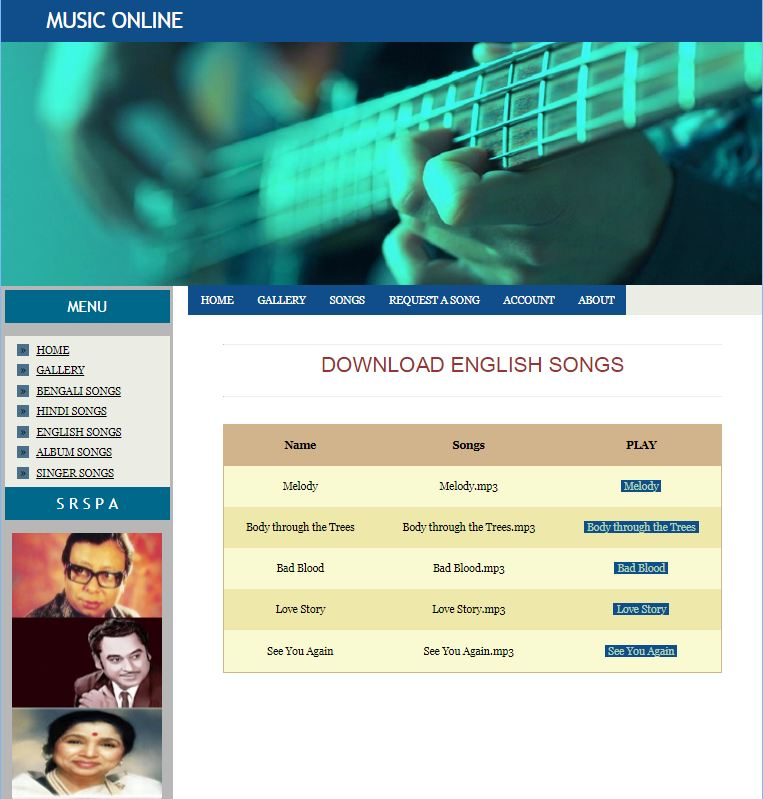 MUSIC ONLINE
MENU
» HOME
» GALLERY
» BENGALI SONGS
» HINDI SONGS
» ENGLISH SONGS
» ALBUM SONGS
» SINGER SONGS
S R S P A
HOME GALLERY SONGS REQUEST A SONG ACCOUNT ABOUT
DOWNLOAD ENGLISH SONGS
Name Songs PLAY
Melody Melody.mp3 Melody
Body through the Trees Body through the Trees.mp3 Body through the Trees
Bad Blood Bad Blood.mp3 Bad Blood
Love Story Love Story.mp3 Love Story
See You Again See You Again.mp3 See You Again